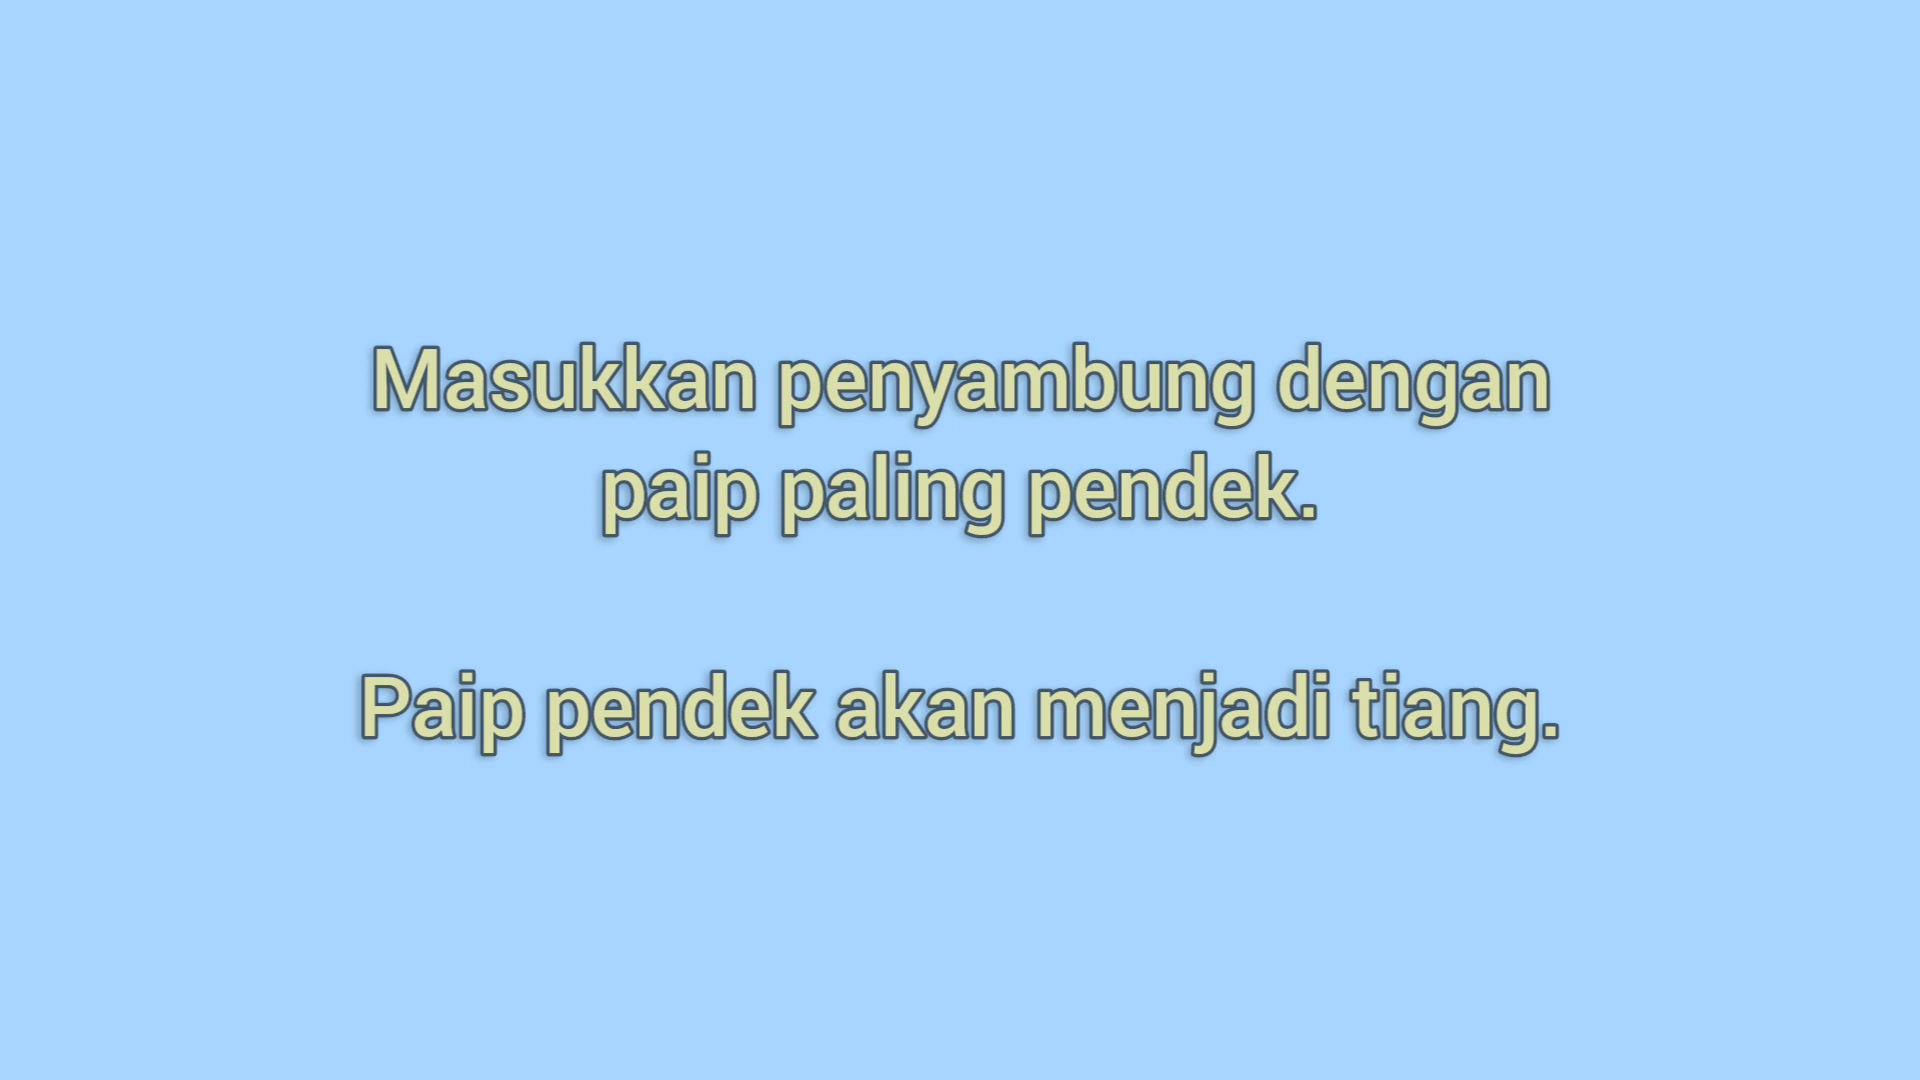 Masukkan penyambung dengan
paip paling pendek.
Paip pendek akan menjadi tiang.